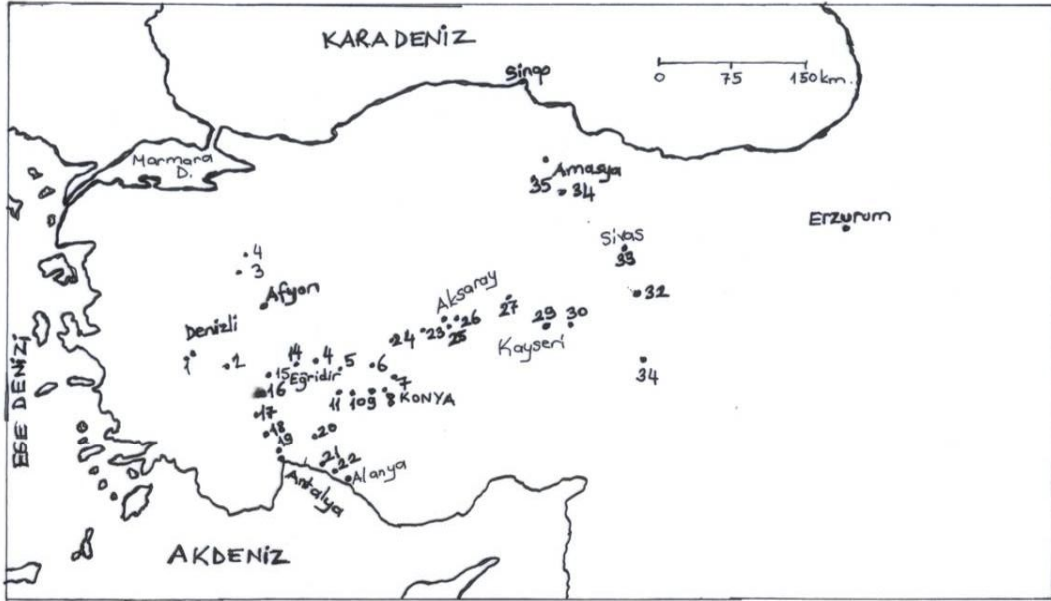 KARADENİZ
Sinop
0 75 150 km.
Marmara
D.
Amasya
35 34
Erzurum
Sivas
33
4
3
Afyon
32
Aksaray
27
29 30
26
24 23
25
Kayseri
Denizli
1 2
14 4 5 6
15 Eğridir
34
16
7
11 10 9 8 KONYA
17
18
19
20
21
22
Alanya
Antalya
EGE DENİZİ
AKDENİZ